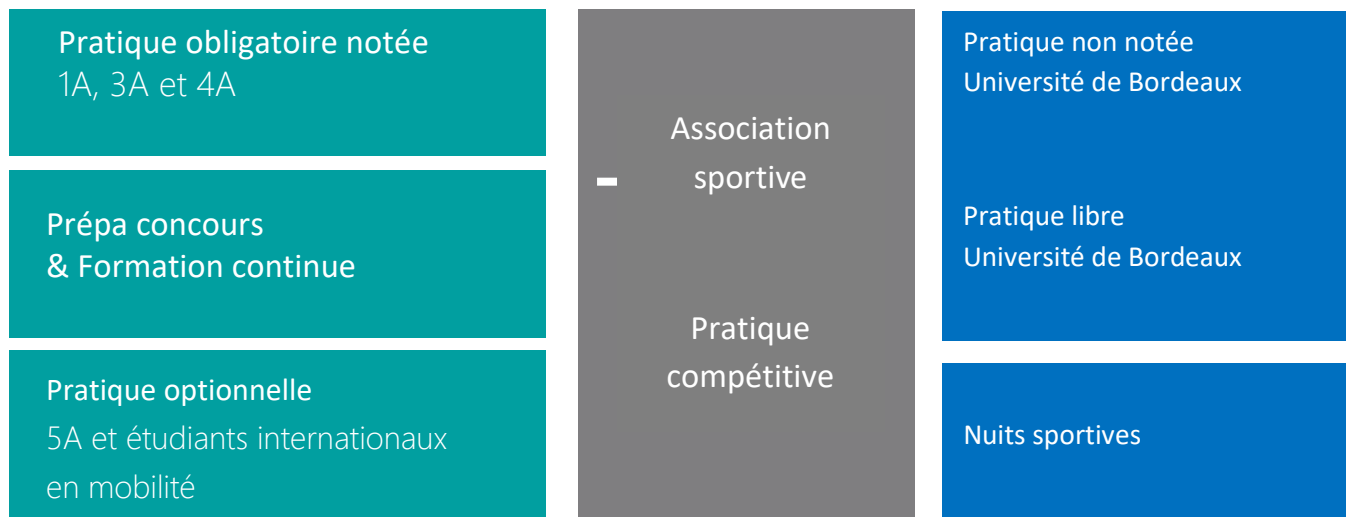 Pratique obligatoire notée
1A, 3A et 4A
Prépa concours
& Formation continue
Pratique optionnelle
5A et étudiants internationaux
en mobilité
-
Association
sportive
Pratique
compétitive
Pratique non notée
Université de Bordeaux
Pratique libre
Université de Bordeaux
Nuits sportives